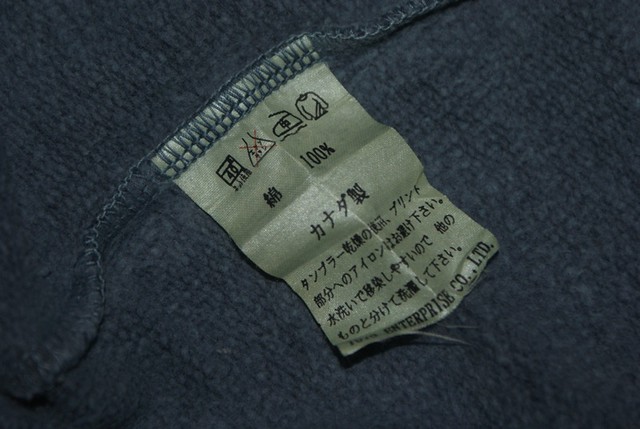 綿 100%
カナダ製
タンブラー乾燥の使用、プリント
部分へのアイロンはお避け下さい。
水洗いで移染しやすいので 他の
ものと分けて洗濯して下さい。
ENTERPRISE CO., LTD.